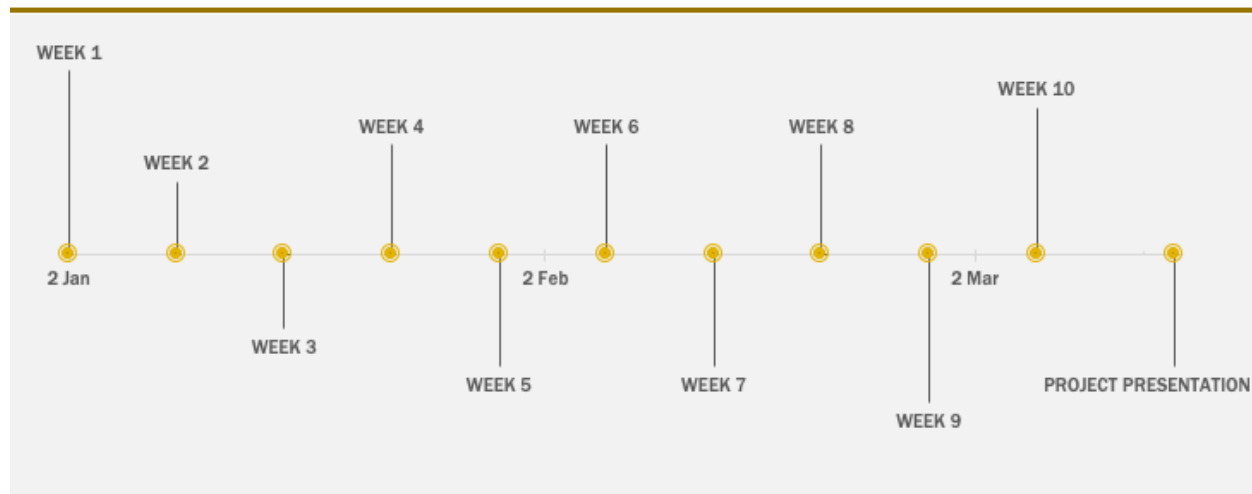 WEEK 1
WEEK 10
WEEK 4
WEEK 6
WEEK 8
WEEK 2
2 Jan
2 Feb
2 Mar
WEEK 3
WEEK 5
WEEK 7
PROJECT PRESENTATION
WEEK 9